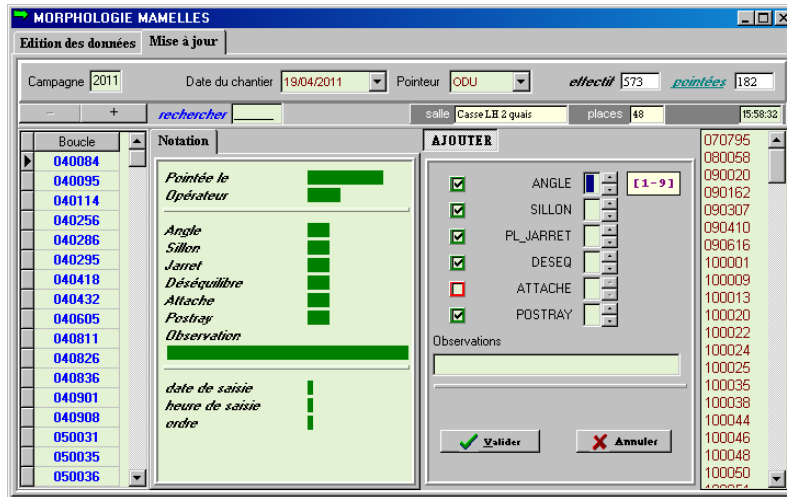 MORPHOLOGIE MAMELLES
Edition des données Mise à jour
Campagne 2011 Date du chantier 19/04/2011 Pointeur ODU effectif 573 pointées 182
- + rechercher salle Casse LH 2 quais places 48 15:58:32
Boucle
040084
040095
040114
040256
040286
040295
040418
040432
040605
040811
040826
040836
040901
040908
050031
050035
050036
Notation
Pointée le
Opérateur
Angle
Sillon
Jarret
Déséquilibre
Attache
Postray
Observation
date de saisie
heure de saisie
ordre
AJOUTER
ANGLE [1-9]
SILLON
PL_JARRET
DESEQ
ATTACHE
POSTRAY
Observations
Valider Annuler
070795
080058
090020
090162
090307
090410
090616
100001
100009
100013
100020
100022
100024
100025
100035
100038
100044
100046
100048
100050